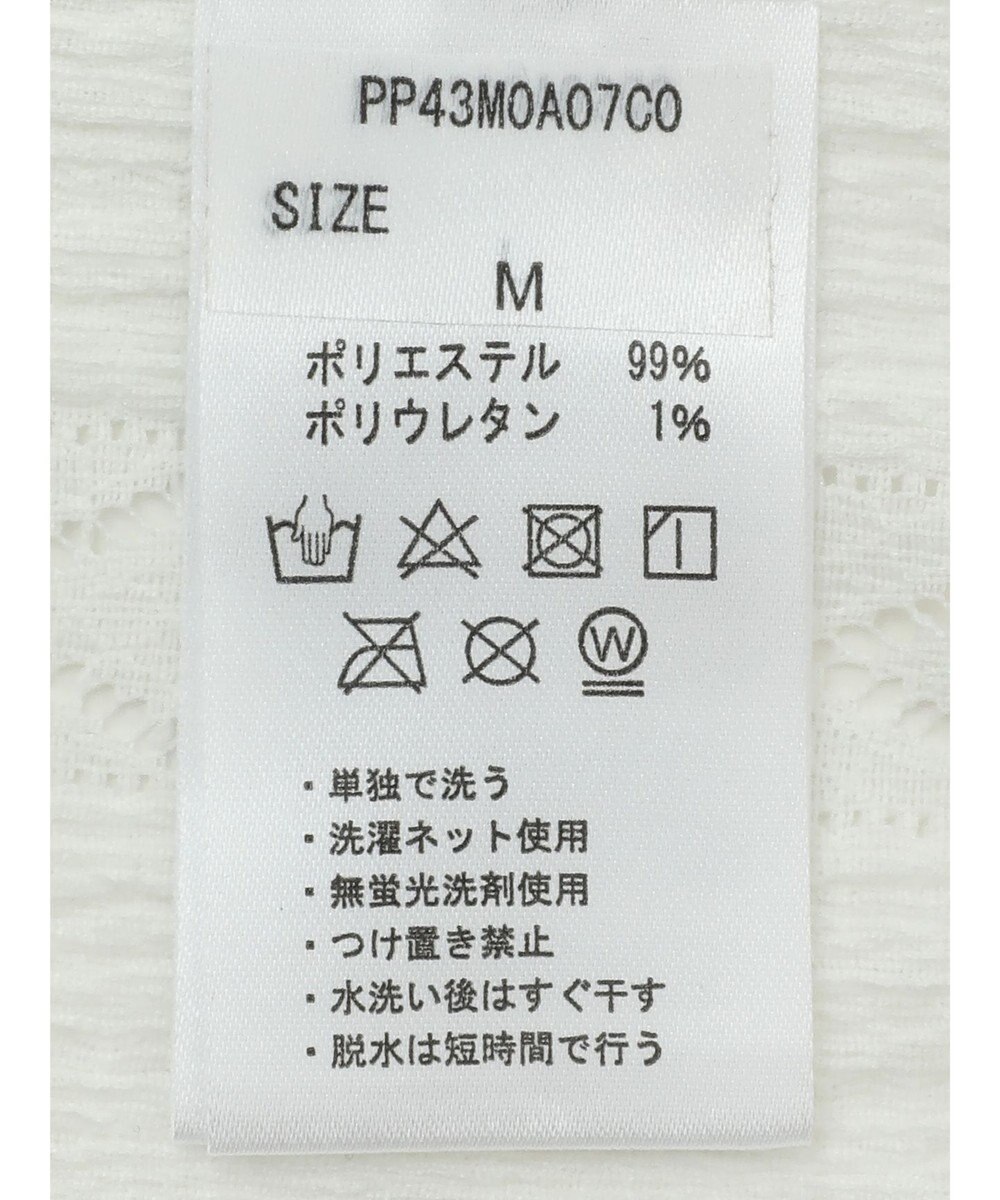 PP43M0A07C0
SIZE
M
ポリエステル 99%
ポリウレタン 1%
W
・単独で洗う
・洗濯ネット使用
・無蛍光洗剤使用
・つけ置き禁止
・水洗い後はすぐ干す
・脱水は短時間で行う